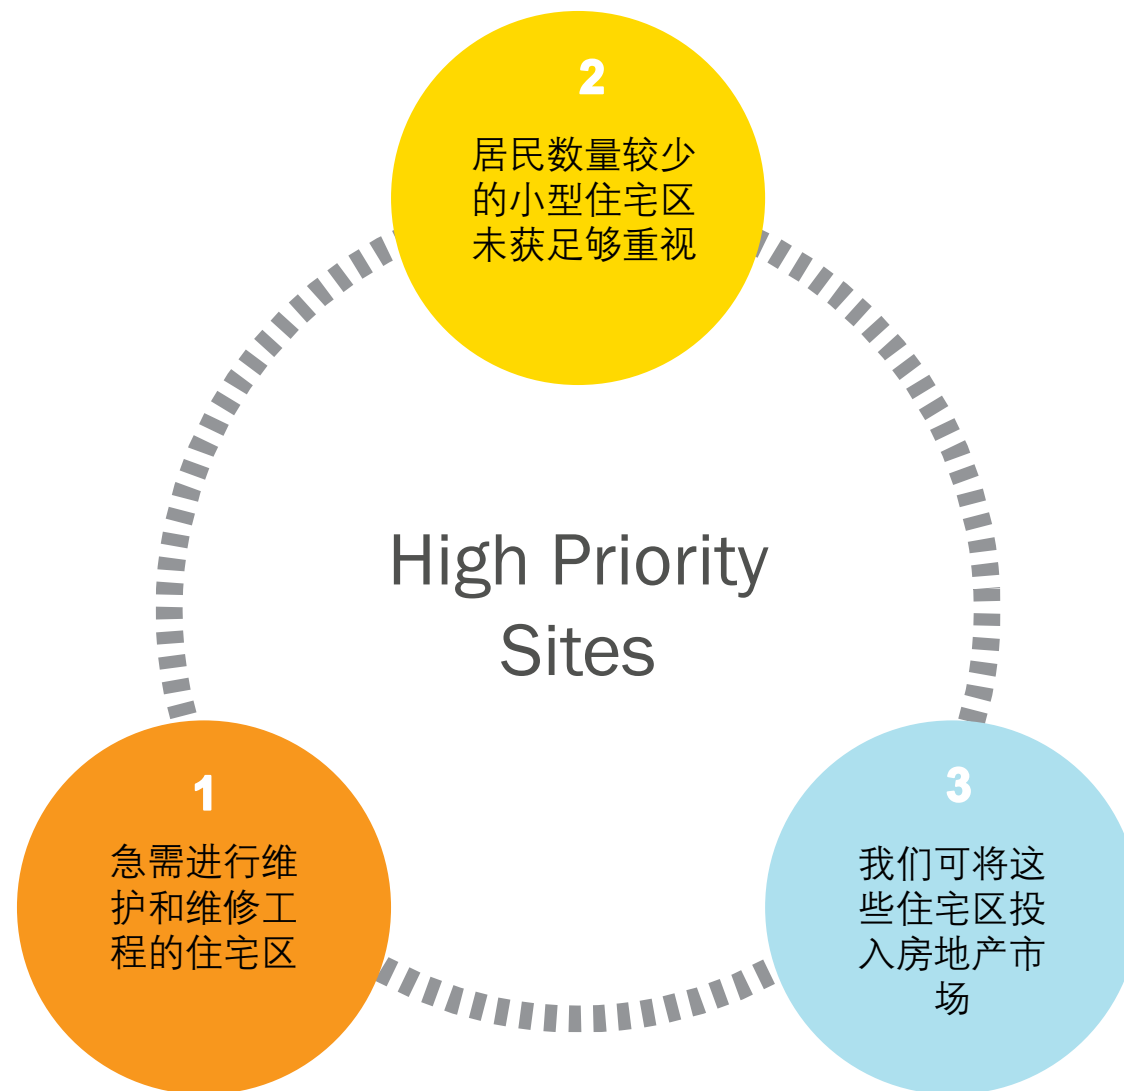 2
居民数量较少
的小型住宅区
未获足够重视
High Priority
Sites
1
急需进行维
护和维修工
程的住宅区
3
我们可将这
些住宅区投
入房地产市
场